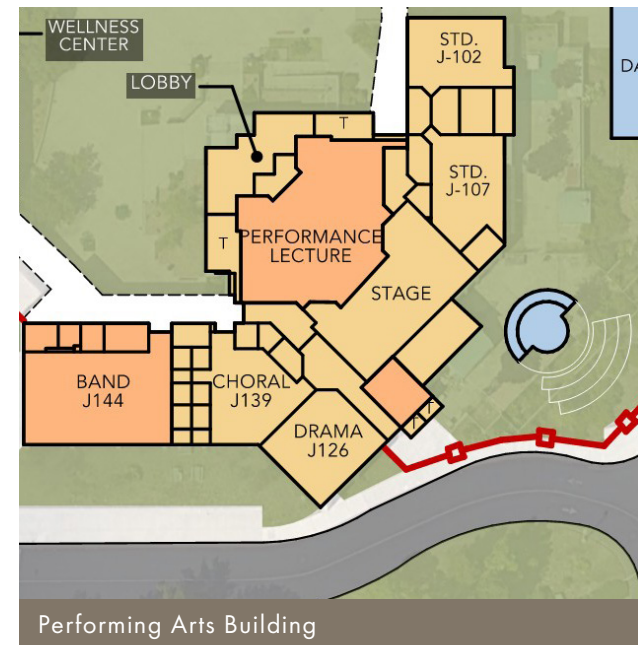 WELLNESS
CENTER
LOBBY
STD.
J-102
DA
T
STD.
J-107
T
PERFORMANCE
LECTURE
STAGE
BAND
J144
CHORAL
J139
DRAMA
J126
T
T
Performing Arts Building